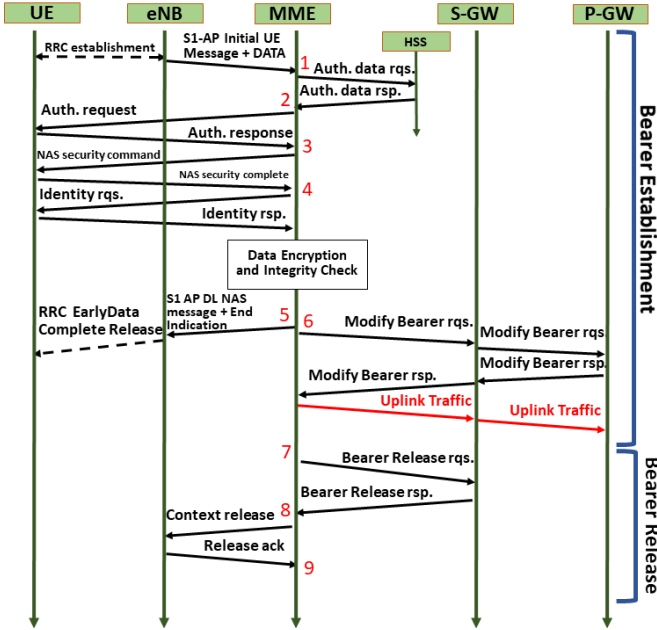 UE
eNB
MME
S-GW
P-GW
HSS
RRC establishment
S1-AP Initial UE
Message + DATA
1
Auth. data rqs.
Auth. data rsp.
2
Auth. request
Auth. response
3
NAS security command
NAS security complete
4
Identity rqs.
Identity rsp.
Data Encryption
and Integrity Check
S1 AP DL NAS
message + End
Indication
RRC EarlyData
Complete Release
5
6
Modify Bearer rqs.
Modify Bearer rqs.
Modify Bearer rsp.
Modify Bearer rsp.
Uplink Traffic
Uplink Traffic
Bearer Establishment
7
Bearer Release rqs.
Bearer Release rsp.
8
Context release
Release ack
9
Bearer Release